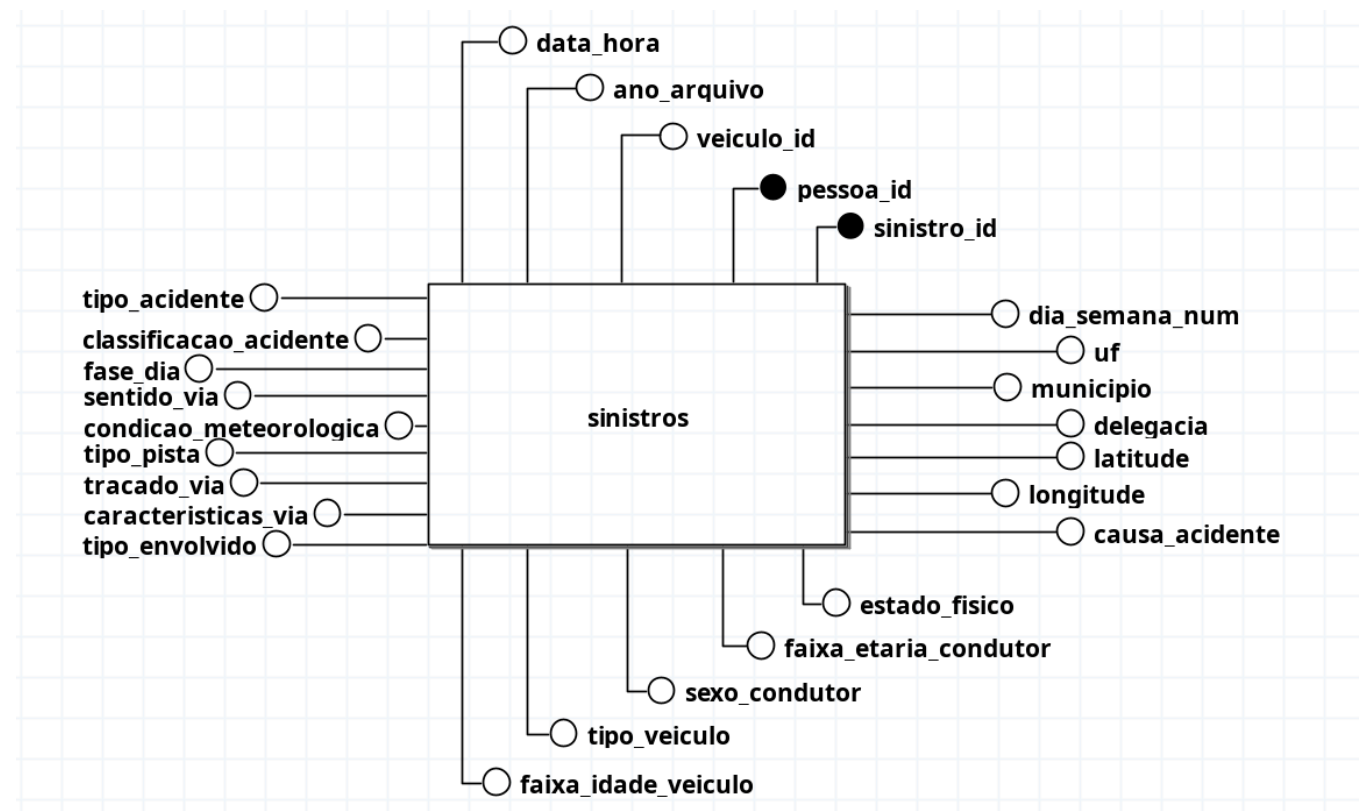 data_hora
ano_arquivo
veiculo_id
pessoa_id
sinistro_id
tipo_acidente
classificacao_acidente
fase_dia
sentido_via
condicao_meteorologica
tipo_pista
tracado_via
caracteristicas_via
tipo_envolvido
sinistros
dia_semana_num
uf
municipio
delegacia
latitude
longitude
causa_acidente
estado_fisico
faixa_etaria_condutor
sexo_condutor
tipo_veiculo
faixa_idade_veiculo